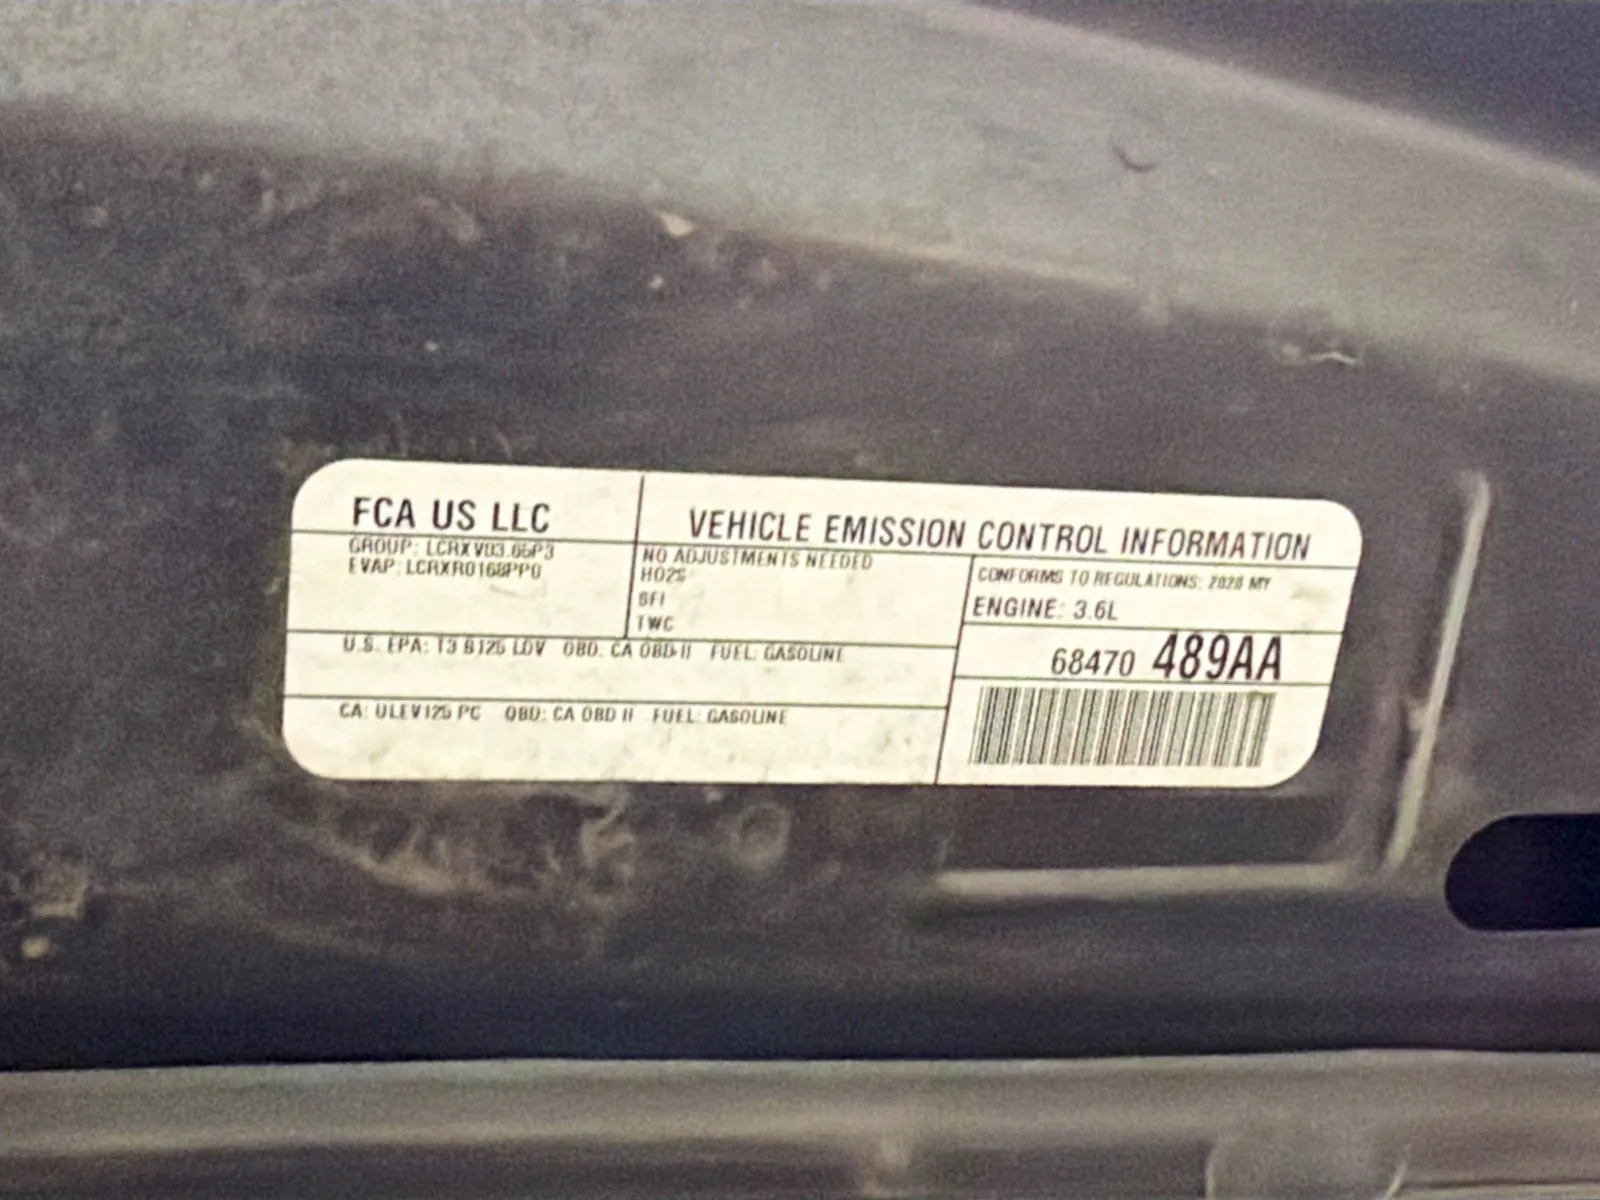 FCA US LLC
VEHICLE EMISSION CONTROL INFORMATION
GROUP: LCRXV03.65P3
EVAP: LCRXR0168PP0
NO ADJUSTMENTS NEEDED
HO2S
SFI
TWC
CONFORMS TO REGULATIONS: 2020 MY
ENGINE: 3.6L
U.S. EPA: T3 B125 LDV OBD: CA OBD II FUEL: GASOLINE
68470 489AA
CA: ULEV125 PC OBD: CA OBD II FUEL: GASOLINE